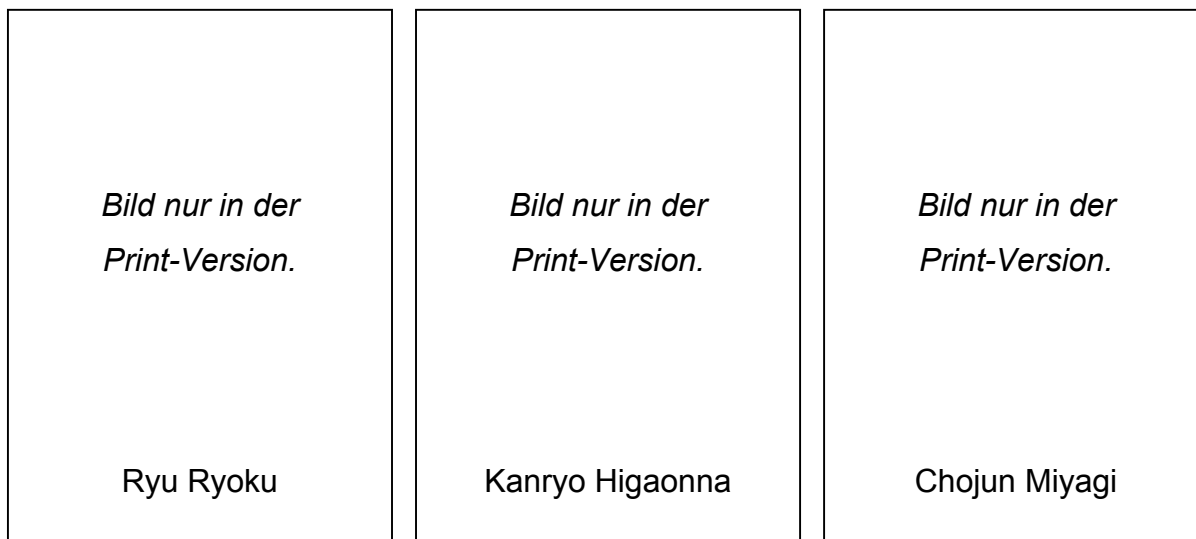 Bild nur in der
Print-Version.
Ryu Ryoku
Bild nur in der
Print-Version.
Kanryo Higaonna
Bild nur in der
Print-Version.
Chojun Miyagi